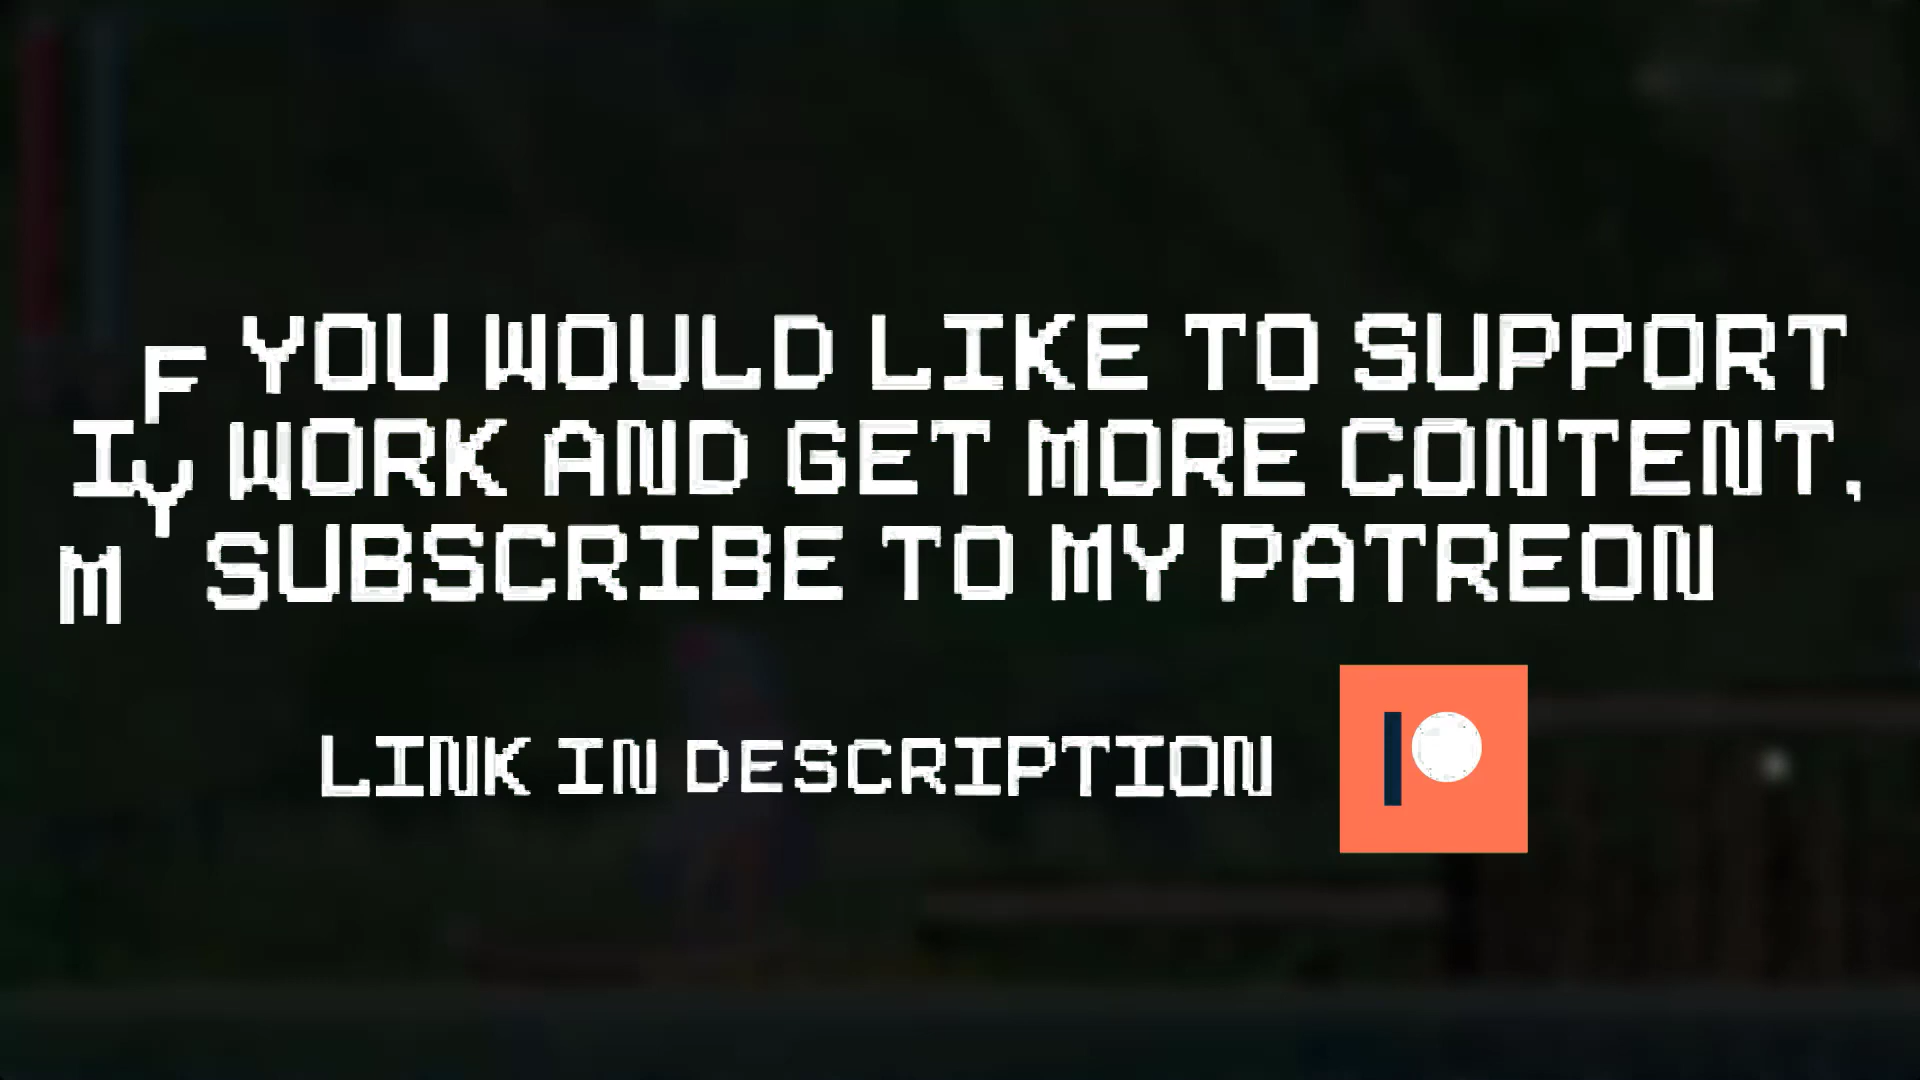 IF YOU WOULD LIKE TO SUPPORT
MY WORK AND GET MORE CONTENT,
SUBSCRIBE TO MY PATREON
LINK IN DESCRIPTION